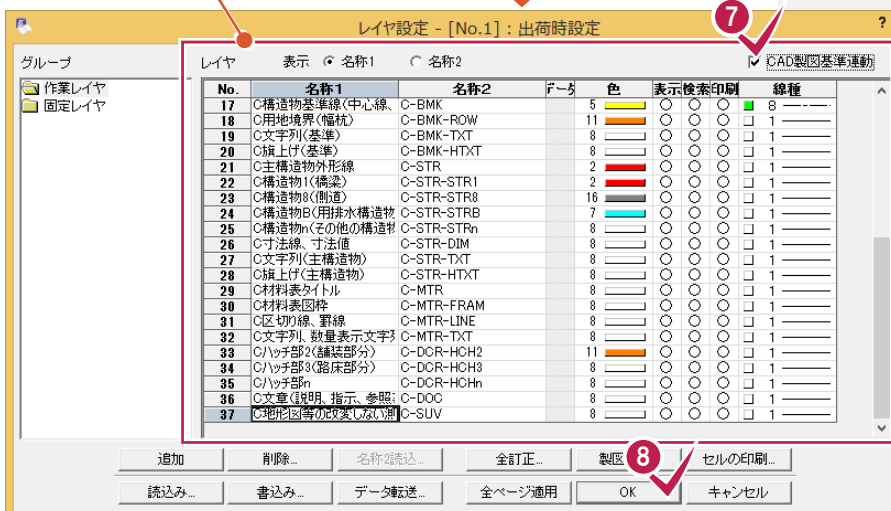 7
レイヤ設定 - [No.1]：出荷時設定 ?
グループ レイヤ 表示 名称1 名称2 CAD製図基準連動
作業レイヤ
固定レイヤ
No. 名称1 名称2 データ 色 表示 検索 印刷 線種
17 C構造物基準線(中心線、 C-BMK 5 8
18 C用地境界(幅杭) C-BMK-ROW 11 1
19 C文字列(基準) C-BMK-TXT 8 1
20 C旗上げ(基準) C-BMK-HTXT 8 1
21 C主構造物外形線 C-STR 2 1
22 C構造物1(橋梁) C-STR-STR1 2 1
23 C構造物8(側道) C-STR-STR8 16 1
24 C構造物B(用排水構造物 C-STR-STRB 7 1
25 C構造物n(その他の構造物 C-STR-STRn 8 1
26 C寸法線、寸法値 C-STR-DIM 8 1
27 C文字列(主構造物) C-STR-TXT 8 1
28 C旗上げ(主構造物) C-STR-HTXT 8 1
29 C材料表タイトル C-MTR 8 1
30 C材料表図枠 C-MTR-FRAM 8 1
31 C区切り線、罫線 C-MTR-LINE 8 1
32 C文字列、数量表示文字列 C-MTR-TXT 8 1
33 Cハッチ部2(舗装部分) C-DCR-HCH2 11 1
34 Cハッチ部3(路床部分) C-DCR-HCH3 8 1
35 Cハッチ部n C-DCR-HCHn 8 1
36 C文章(説明、指示、参照 C-DOC 8 1
37 C地形図等の改変しない測 C-SUV 8 1
追加 削除... 名称2読込... 全訂正... 製図 8 セルの印刷...
読込み... 書込み... データ転送... 全ページ適用 OK キャンセル